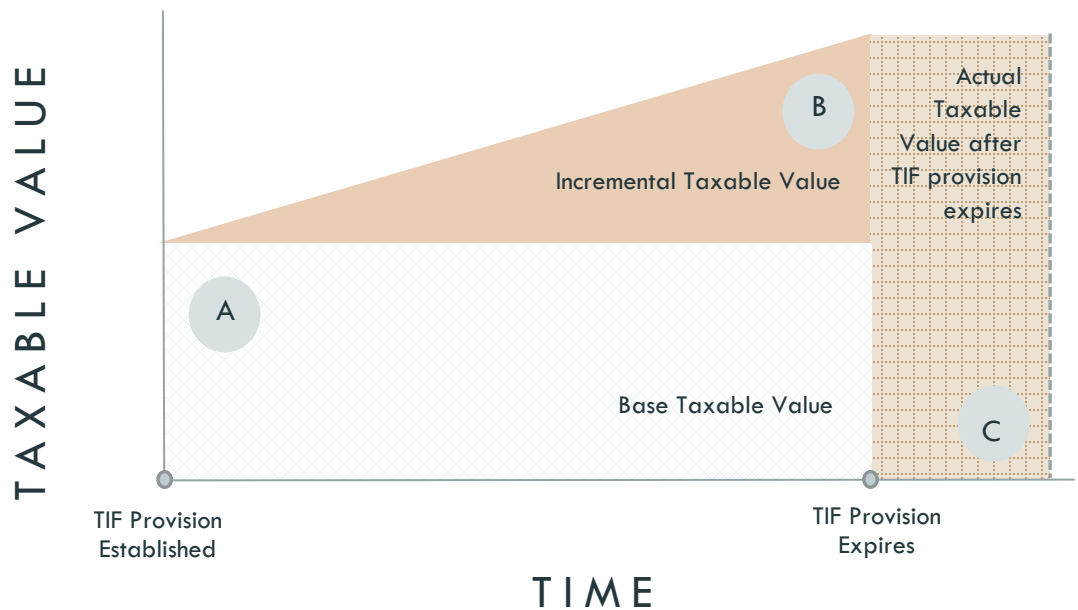 TAXABLE VALUE
Actual
Taxable
Value after
TIF provision
expires
B
Incremental Taxable Value
A
Base Taxable Value
C
TIF Provision
Established
TIF Provision
Expires
TIME